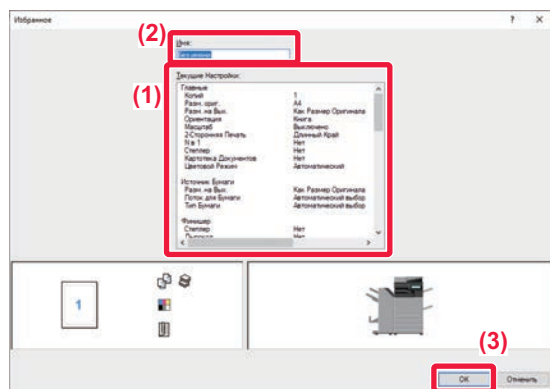 Избранное ? ×
(2)
Имя:
(1)
Текущие Настройки:
Главные
Копий 1
Разм. ориг. A4
Разм. на Вых. Как Размер Оригинала
Ориентация Книга
Масштаб Выключено
2-Сторонняя Печать Длинный Край
N в 1 Нет
Степлер Нет
Картотека Документов Нет
Цветовой Режим Автоматический
Источник Бумаги
Разм. на Вых. Как Размер Оригинала
Лоток для Бумаги Автоматический выбор
Тип Бумаги Автоматический выбор
Финишер
Степлер Нет
Нет
1
(3)
OK Отменить